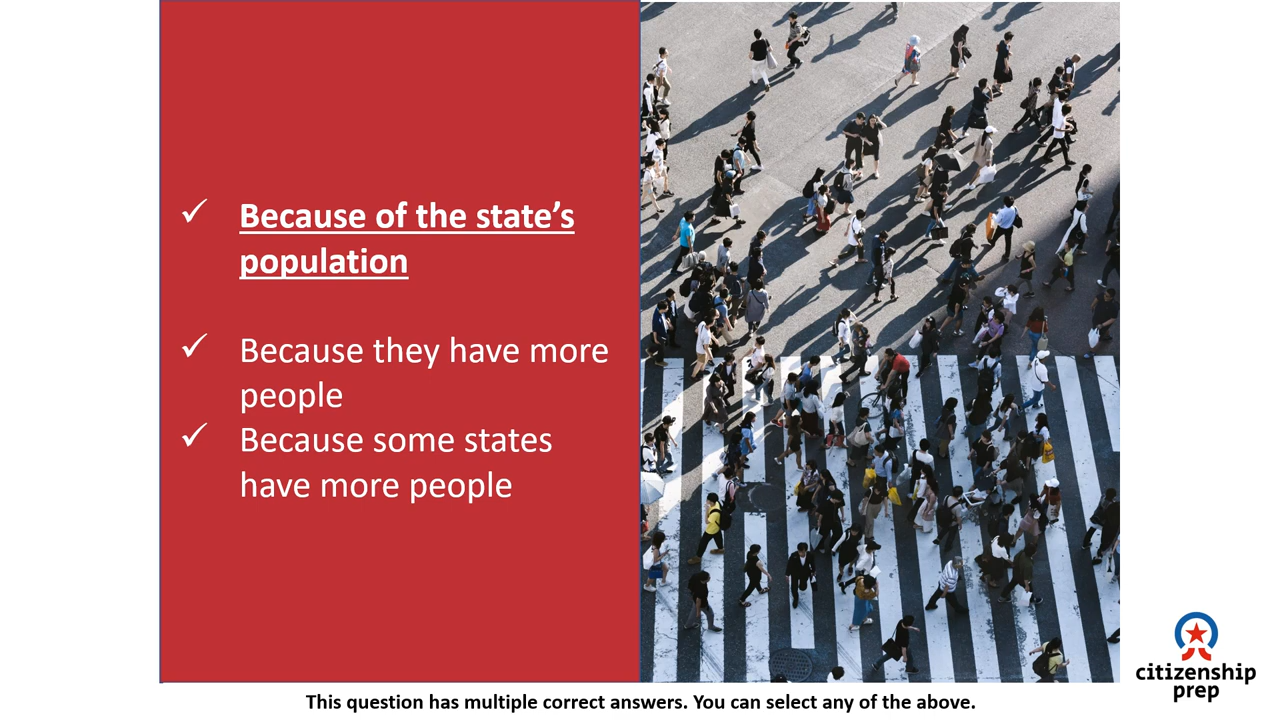 ✓ Because of the state’s
population
✓ Because they have more
people
✓ Because some states
have more people
citizenship
prep
This question has multiple correct answers. You can select any of the above.